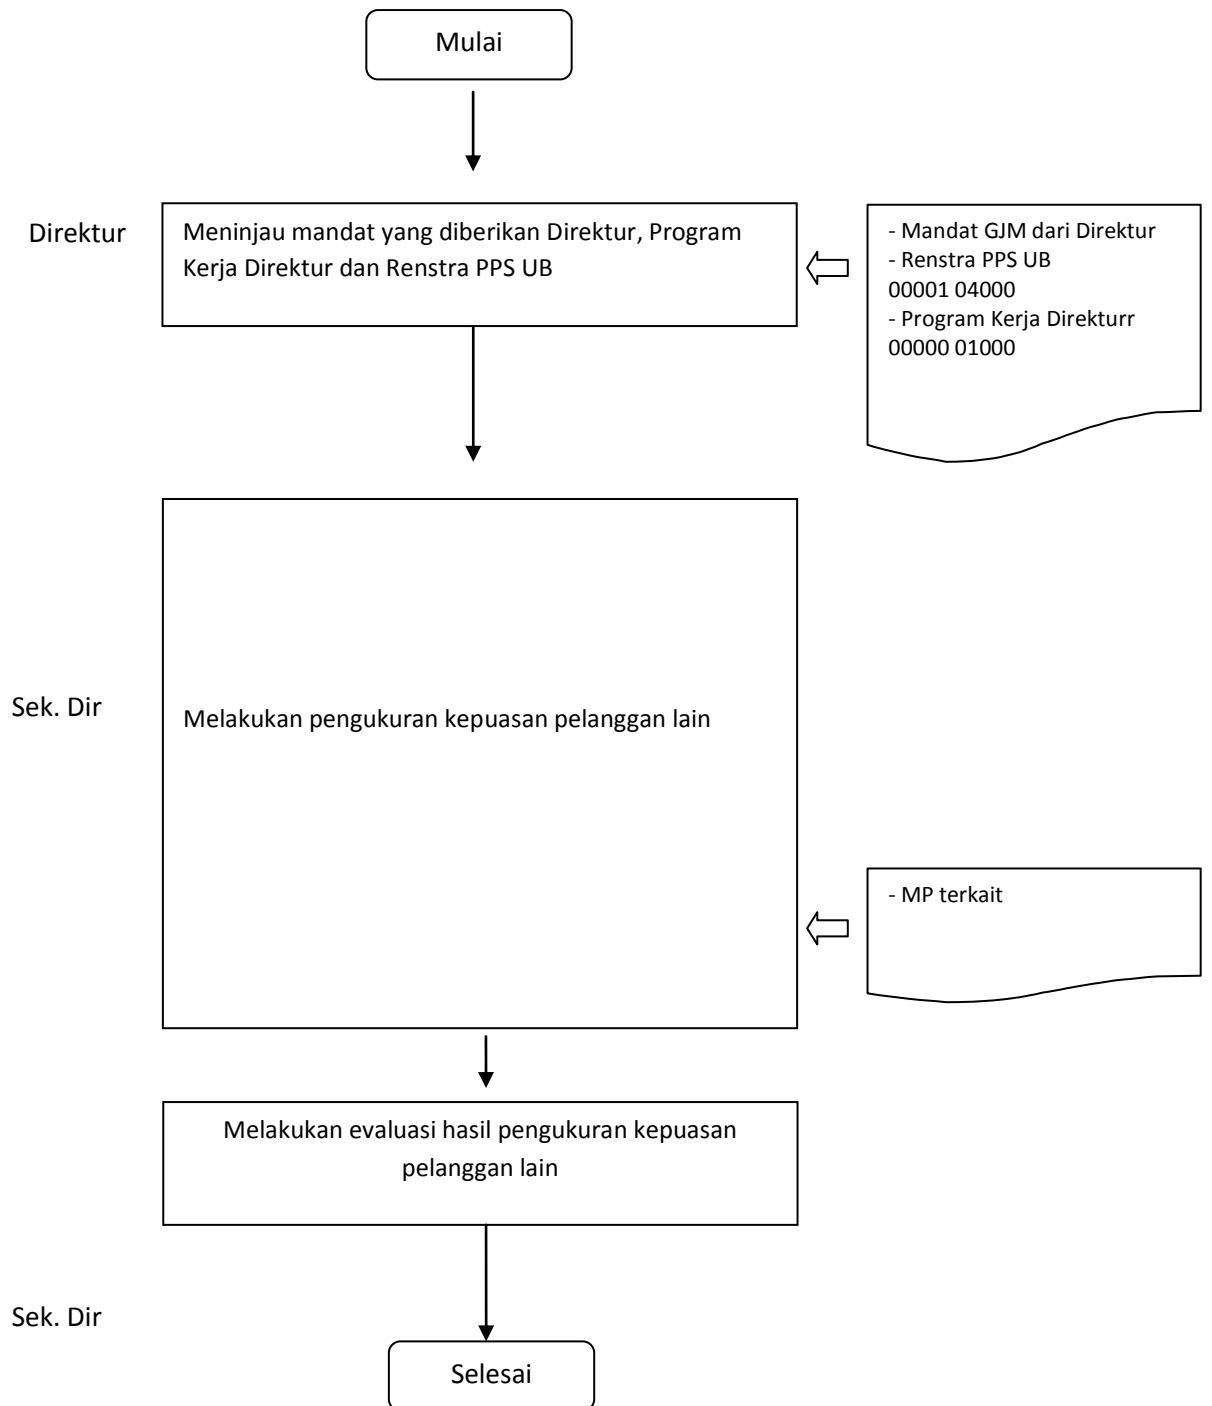 Mulai
Direktur
Meninjau mandat yang diberikan Direktur, Program
Kerja Direktur dan Renstra PPS UB
- Mandat GJM dari Direktur
- Renstra PPS UB
00001 04000
- Program Kerja Direkturr
00000 01000
Sek. Dir
Melakukan pengukuran kepuasan pelanggan lain
- MP terkait
Melakukan evaluasi hasil pengukuran kepuasan
pelanggan lain
Sek. Dir
Selesai